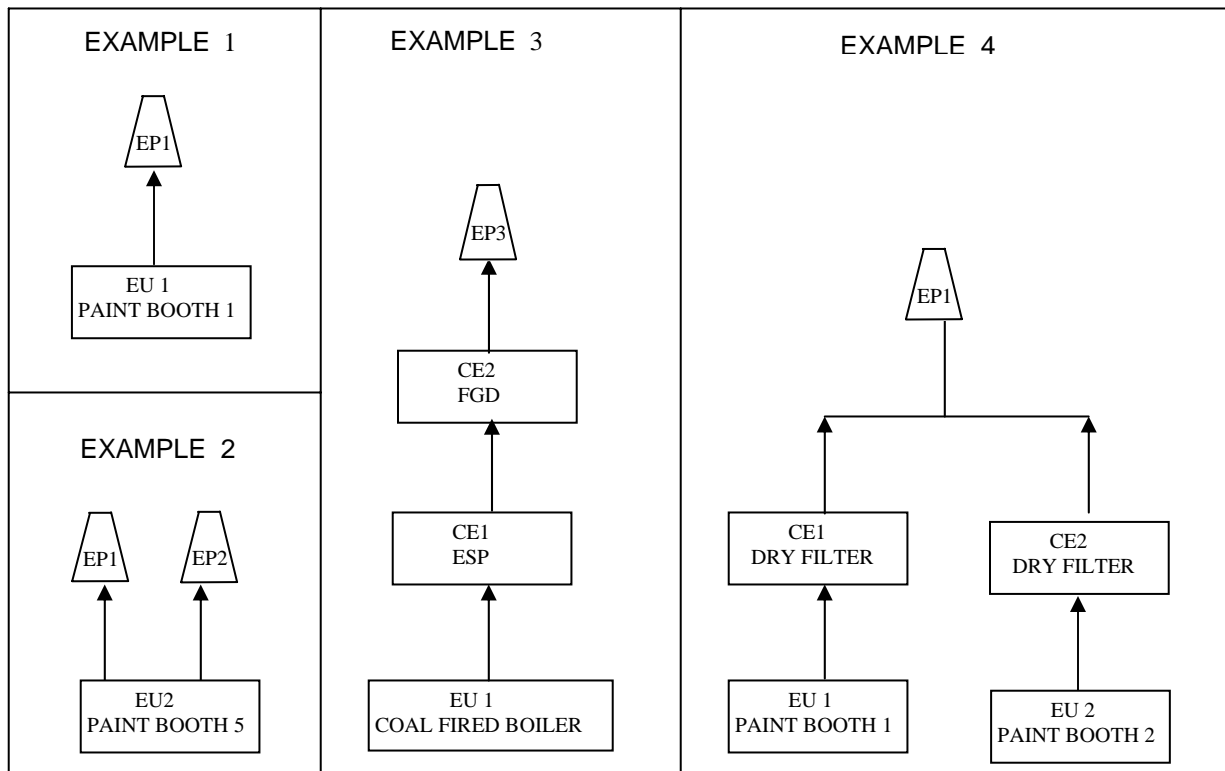 EXAMPLE 1
EP1
EU 1
PAINT BOOTH 1
EXAMPLE 2
EP1
EP2
EU2
PAINT BOOTH 5
EXAMPLE 3
EP3
CE2
FGD
CE1
ESP
EU 1
COAL FIRED BOILER
EXAMPLE 4
EP1
CE1
DRY FILTER
CE2
DRY FILTER
EU 1
PAINT BOOTH 1
EU 2
PAINT BOOTH 2